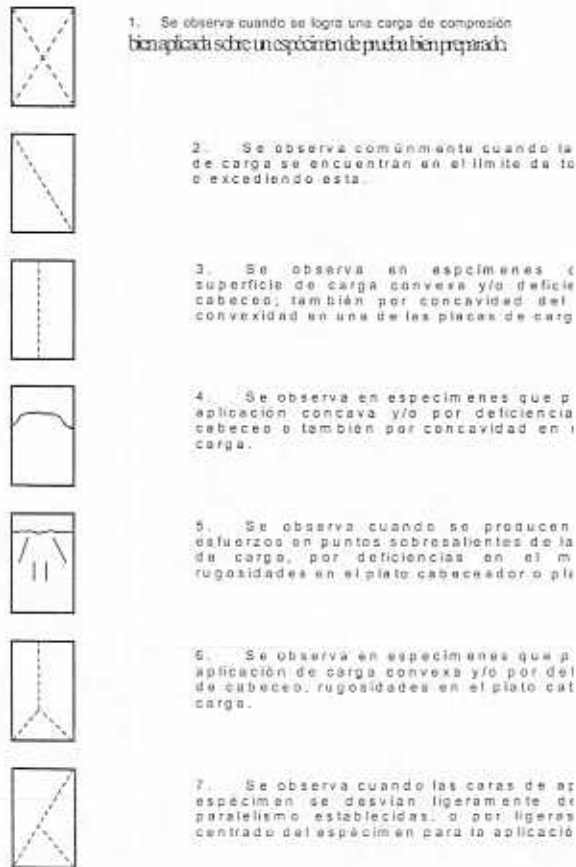 1. Se observa cuando se logra una carga de compresión
bien aplicada sobre un espécimen de prueba bien preparado.
2. Se observa comúnmente cuando la
de carga se encuentran en el límite de to
o excediendo esta.
3. Se observa en espcímenes c
superficie de carga convexa y/o deficie
cabeceo; también por concavidad del
convexidad en una de las placas de carg
4. Se observa en especímenes que p
aplicación concava y/o por deficiencia
cabeceo o también por concavidad en
carga.
5. Se observa cuando se producen
esfuerzos en puntos sobresalientes de la
de carga, por deficiencias en el m
rugosidades en el plato cabeceador o pla
6. Se observa en especímenes que p
aplicación de carga convexa y/o por def
de cabeceo, rugosidades en el plato
carga.
7. Se observa cuando las caras de ap
espécimen se desvían ligeramente de
paralelismo establecidas, o por ligeras
centrado del espécimen para la aplicació